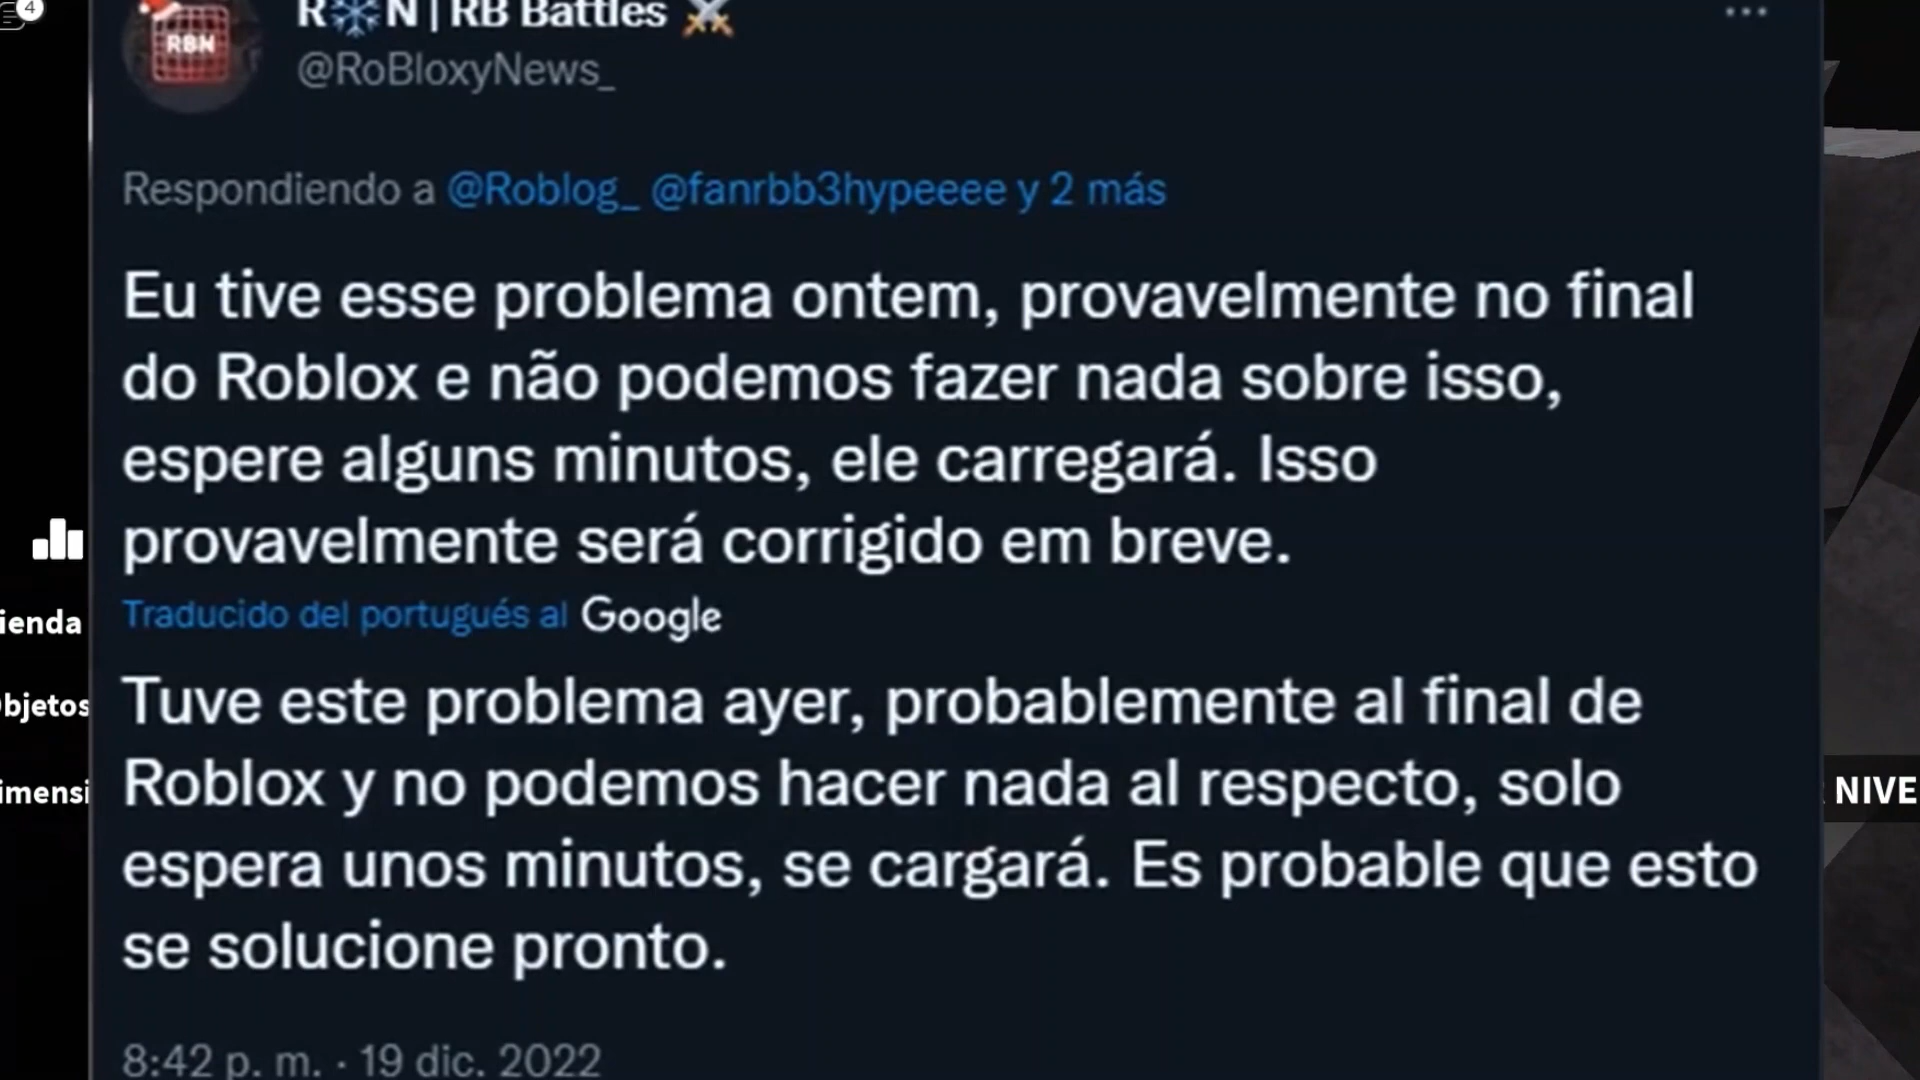 4
R❄️N | RB Battles ⚔️
RBN
@RoBloxyNews_
Respondiendo a @Roblog_ @fanrbb3hypeeee y 2 más
Eu tive esse problema ontem, provavelmente no final
do Roblox e não podemos fazer nada sobre isso,
espere alguns minutos, ele carregará. Isso
provavelmente será corrigido em breve.
Traducido del portugués al Google
Tuve este problema ayer, probablemente al final de
Roblox y no podemos hacer nada al respecto, solo
espera unos minutos, se cargará. Es probable que esto
se solucione pronto.
8:42 p. m. · 19 dic. 2022
ienda
bjetos
imensi
NIVE